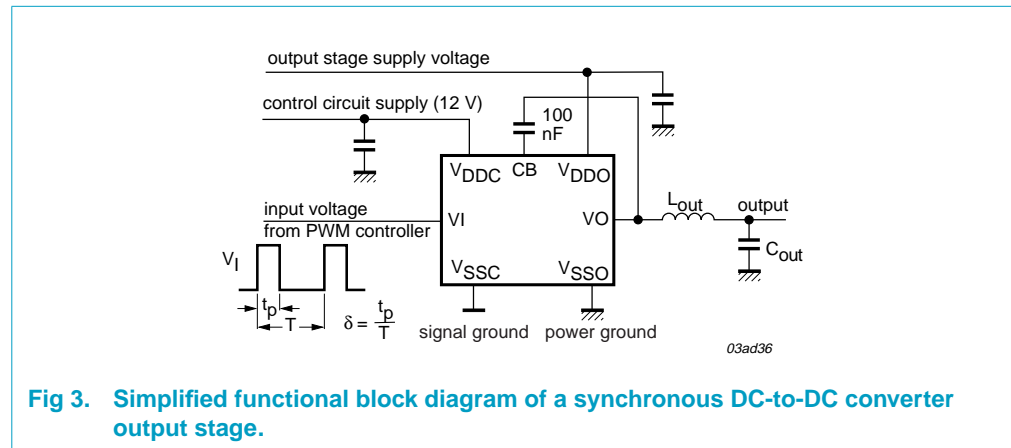 output stage supply voltage
control circuit supply (12 V)
100
nF
VDDC CB VDDO
input voltage
from PWM controller
VI
VO
Lout
output
Cout
VI
VSSC
VSSO
tp
T
δ = tp/T
signal ground
power ground
03ad36
Fig 3. Simplified functional block diagram of a synchronous DC-to-DC converter
output stage.